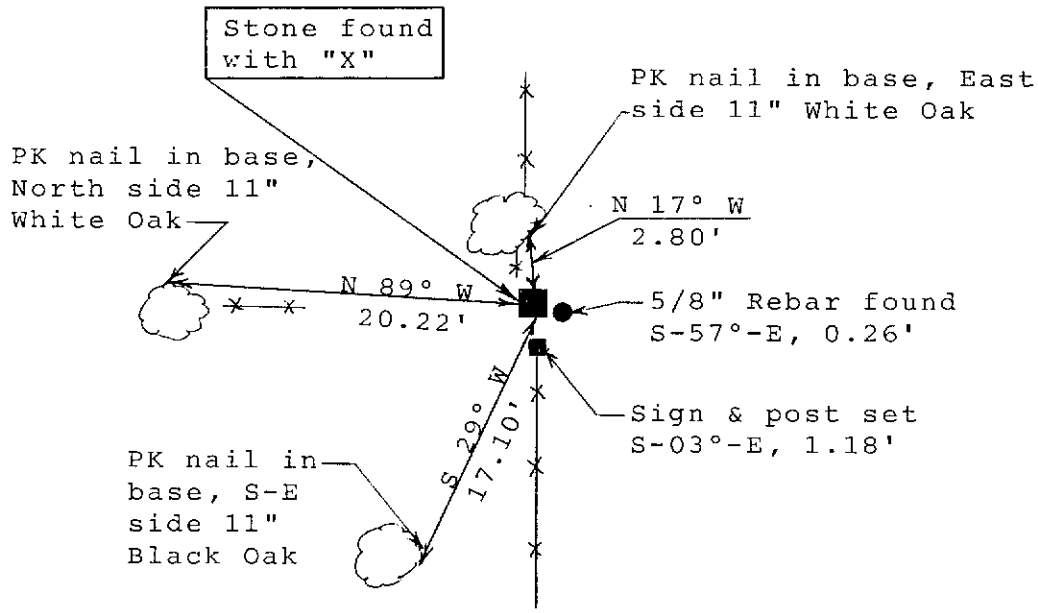 Stone found
with "X"
PK nail in base, East
side 11" White Oak
PK nail in base,
North side 11"
White Oak
N 17° W
2.80'
N 89° W
20.22'
5/8" Rebar found
S-57°-E, 0.26'
S 29° W
17.10'
Sign & post set
S-03°-E, 1.18'
PK nail in
base, S-E
side 11"
Black Oak